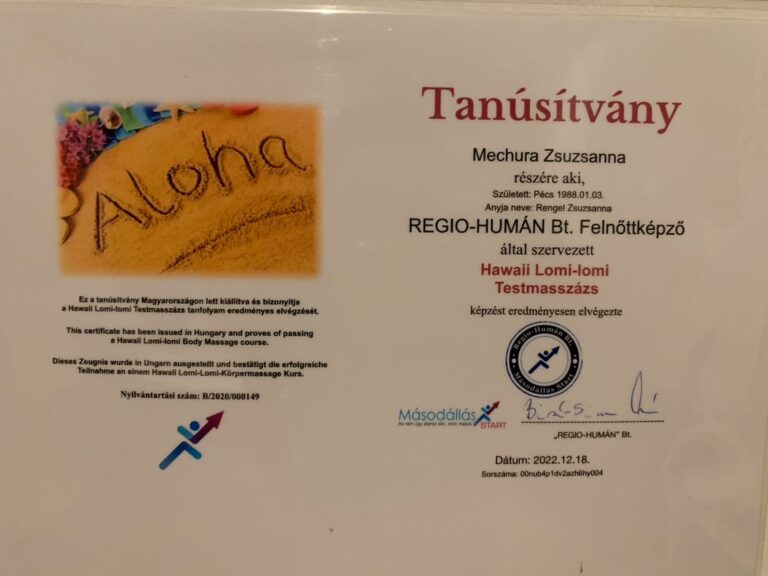 Aloha
Ez a tanúsítvány Magyarországon lett kiállítva és bizonyítja
a Hawaii Lomi-lomi Testmasszázs tanfolyam eredményes elvégzését.
This certificate has been issued in Hungary and proves of passing
a Hawaii Lomi-lomi Body Massage course.
Dieses Zaugnis wurde in Ungarn ausgestellt und bestätigt die erfolgreiche
Teilnahme an einem Hawaii Lomi-Lomi-Körpermassage Kurs.
Nyilvántartási szám: B/2020/000149
Tanúsítvány
Mechura Zsuzsanna
részére aki,
Született: Pécs 1988.01.03.
Anyja neve: Rengel Zsuzsanna
REGIO-HUMÁN Bt. Felnőttképző
által szervezett
Hawaii Lomi-lomi
Testmasszázs
képzést eredményesen elvégezte
Regio-Humán Bt.
Másodállás Start
Másodállás
START
„REGIO-HUMÁN" Bt.
Dátum: 2022.12.18.
Sorszáma: 00nub4p1dv2azh6hy004